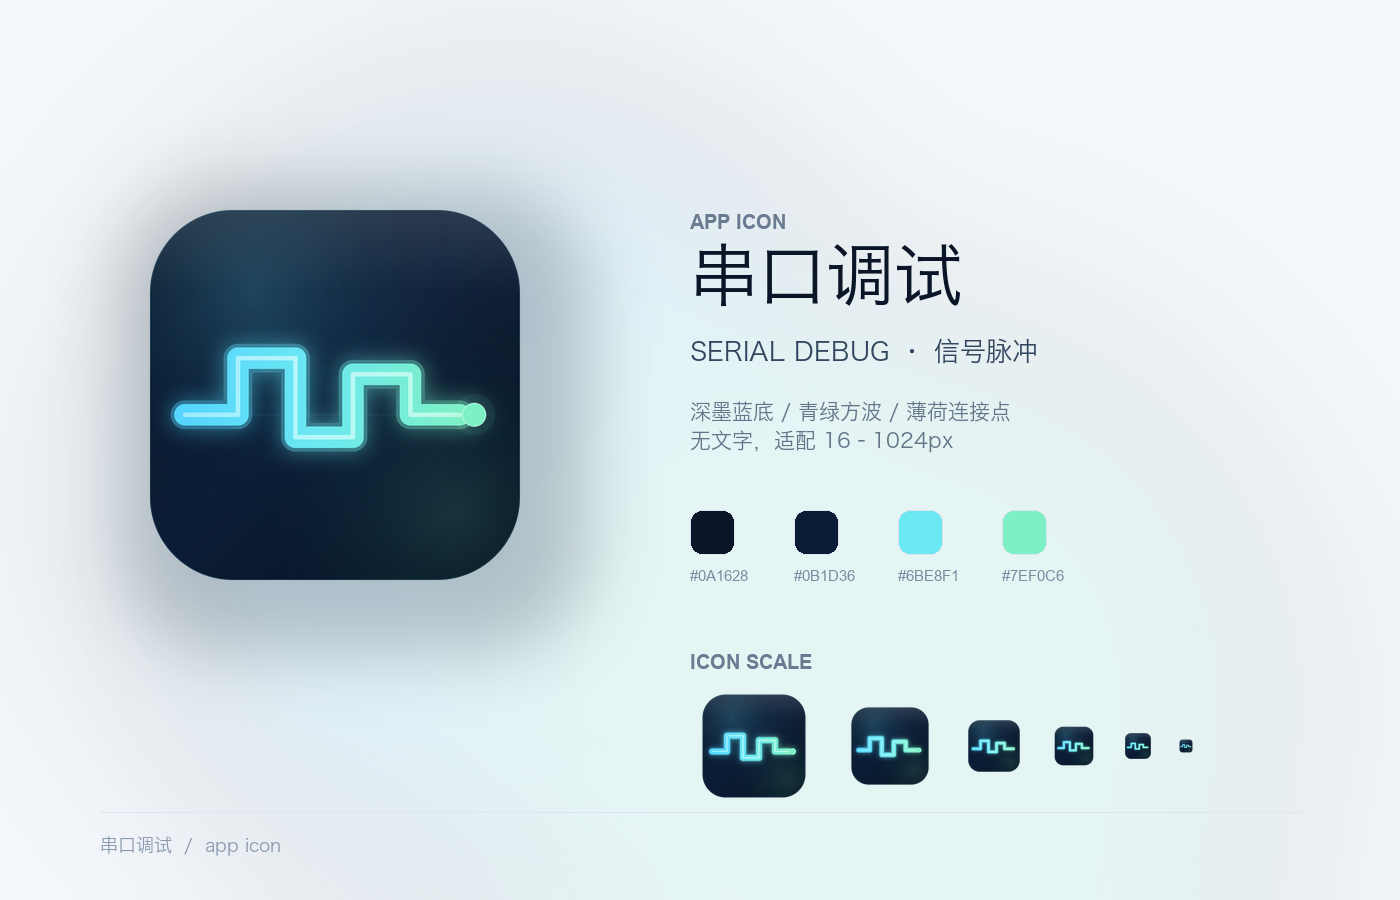 APP ICON
串口调试
SERIAL DEBUG · 信号脉冲
深墨蓝底 / 青绿方波 / 薄荷连接点
无文字，适配 16 - 1024px
#0A1628 #0B1D36 #6BE8F1 #7EF0C6
ICON SCALE
串口调试 / app icon